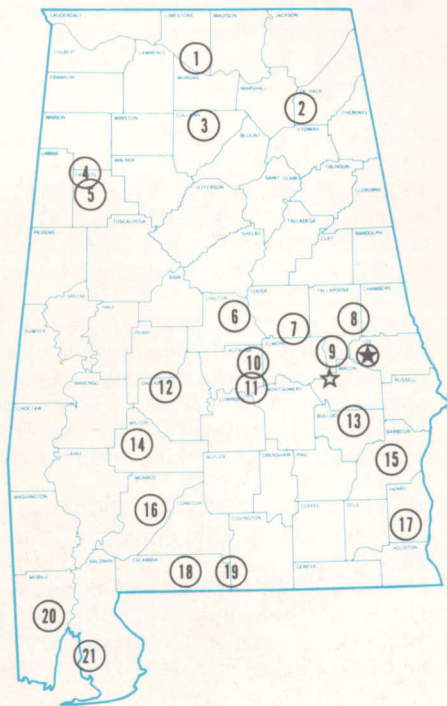 LAUDERDALE
LIMESTONE
MADISON
JACKSON
COLBERT
LAWRENCE
1
FRANKLIN
MORGAN
MARSHALL
DE KALB
2
CHEROKEE
MARION
WINSTON
CULLMAN
3
BLOUNT
ETOWAH
LAMAR
4
FAYETTE
WALKER
5
JEFFERSON
SAINT CLAIR
CALHOUN
CLEBURNE
PICKENS
TUSCALOOSA
SHELBY
TALLADEGA
CLAY
RANDOLPH
BIBB
GREENE
HALE
CHILTON
COOSA
TALLAPOOSA
CHAMBERS
6
7
8
SUMTER
PERRY
AUTAUGA
ELMORE
9
LEE
10
MACON
RUSSELL
MARENGO
DALLAS
12
11
LOWNDES
MONTGOMERY
BULLOCK
13
CHOCTAW
WILCOX
14
BARBOUR
15
CLARKE
BUTLER
CRENSHAW
PIKE
MONROE
16
CONECUH
HENRY
WASHINGTON
COVINGTON
COFFEE
DALE
17
HOUSTON
BALDWIN
ESCAMBIA
18
19
GENEVA
MOBILE
20
21